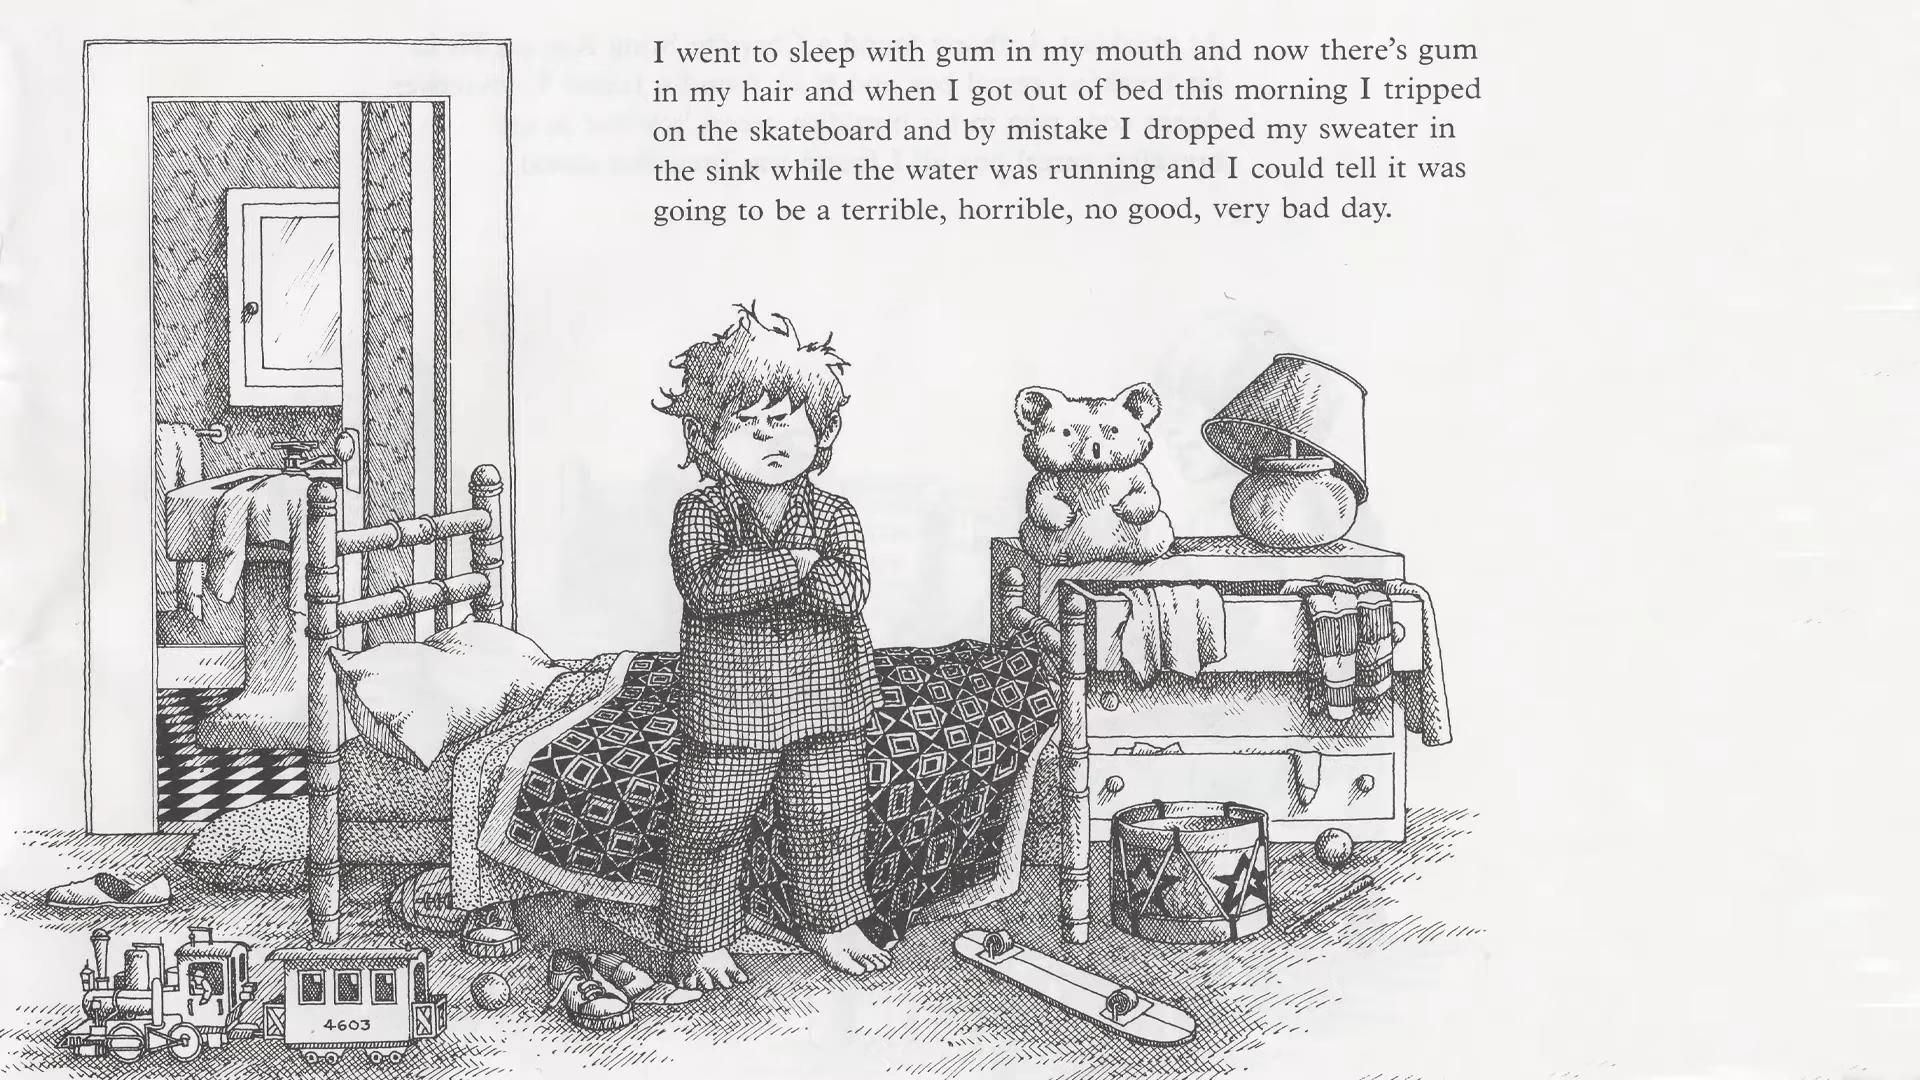 I went to sleep with gum in my mouth and now there's gum
in my hair and when I got out of bed this morning I tripped
on the skateboard and by mistake I dropped my sweater in
the sink while the water was running and I could tell it was
going to be a terrible, horrible, no good, very bad day.
4603